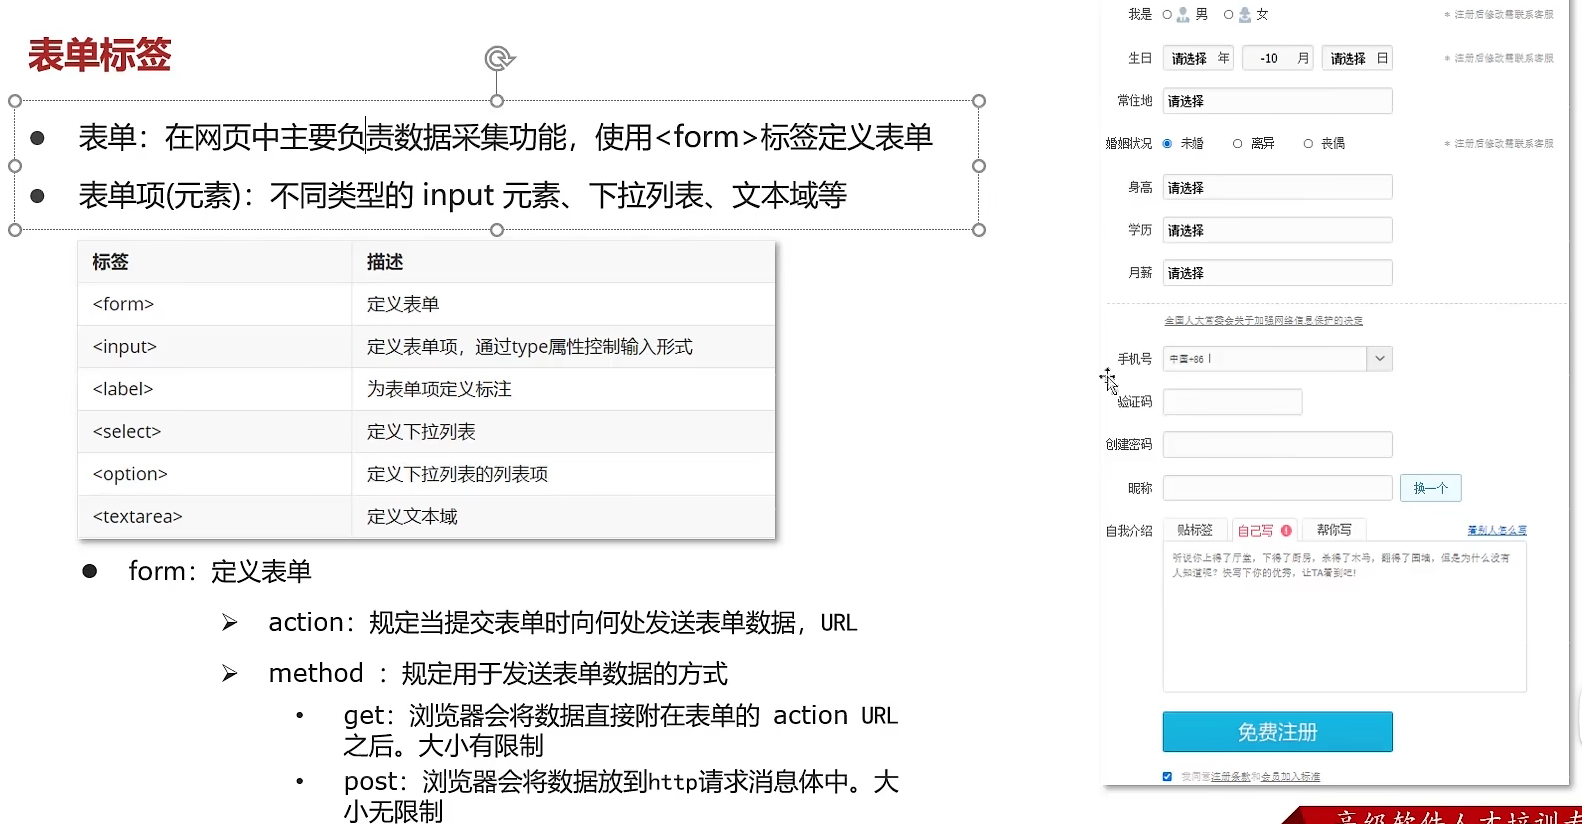 表单标签
表单：在网页中主要负责数据采集功能，使用<form>标签定义表单
表单项(元素)：不同类型的 input 元素、下拉列表、文本域等
标签 描述
<form> 定义表单
<input> 定义表单项，通过type属性控制输入形式
<label> 为表单项定义标注
<select> 定义下拉列表
<option> 定义下拉列表的列表项
<textarea> 定义文本域
form：定义表单
action：规定当提交表单时向何处发送表单数据，URL
method ：规定用于发送表单数据的方式
get：浏览器会将数据直接附在表单的 action URL
之后。大小有限制
post：浏览器会将数据放到http请求消息体中。大
小无限制
我是 男 女 * 注册后修改需联系客服
生日 请选择 年 -10 月 请选择 日 * 注册后修改需联系客服
常住地 请选择
婚姻状况 未婚 离异 丧偶 * 注册后修改需联系客服
身高 请选择
学历 请选择
月薪 请选择
全国人大常委会关于加强网络信息保护的决定
手机号 中国+86
验证码
创建密码
昵称 换一个
自我介绍 贴标签 自己写 帮你写 看别人怎么写
听说你上得了厅堂，下得了厨房，杀得了木马，翻得了围墙，但是为什么没有
人知道呢？快写下你的优秀，让TA看到吧!
免费注册
我同意注册条款和会员加入标准
高级软件人才培训专